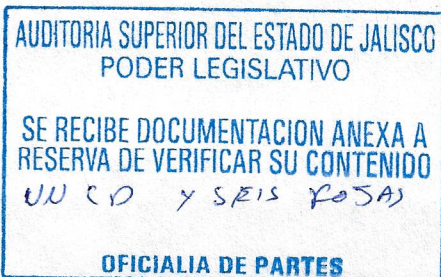 AUDITORIA SUPERIOR DEL ESTADO DE JALISCO
PODER LEGISLATIVO
SE RECIBE DOCUMENTACION ANEXA A
RESERVA DE VERIFICAR SU CONTENIDO
UN CD Y SEIS FOJAS
OFICIALIA DE PARTES